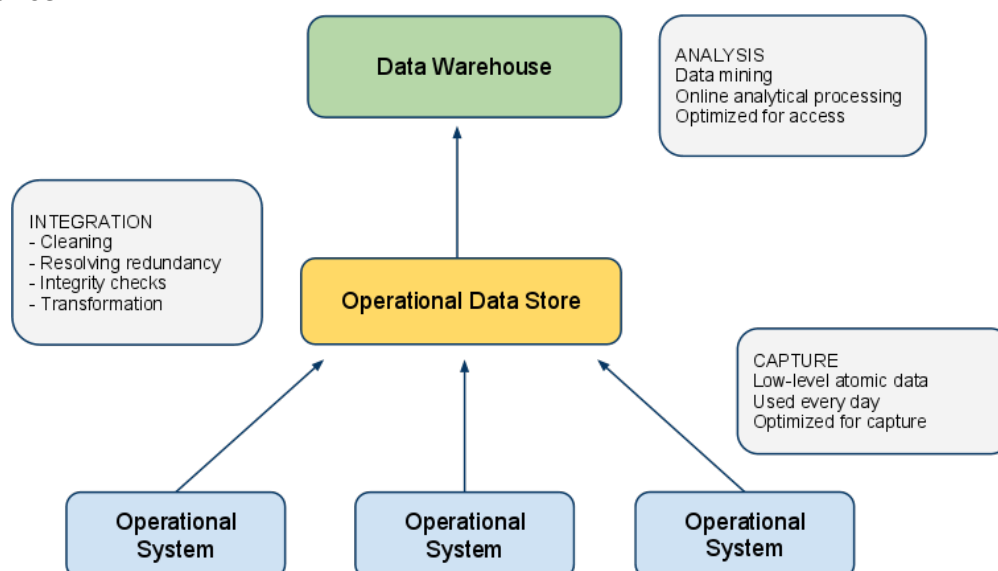 Data Warehouse
ANALYSIS
Data mining
Online analytical processing
Optimized for access
INTEGRATION
- Cleaning
- Resolving redundancy
- Integrity checks
- Transformation
Operational Data Store
CAPTURE
Low-level atomic data
Used every day
Optimized for capture
Operational
System
Operational
System
Operational
System